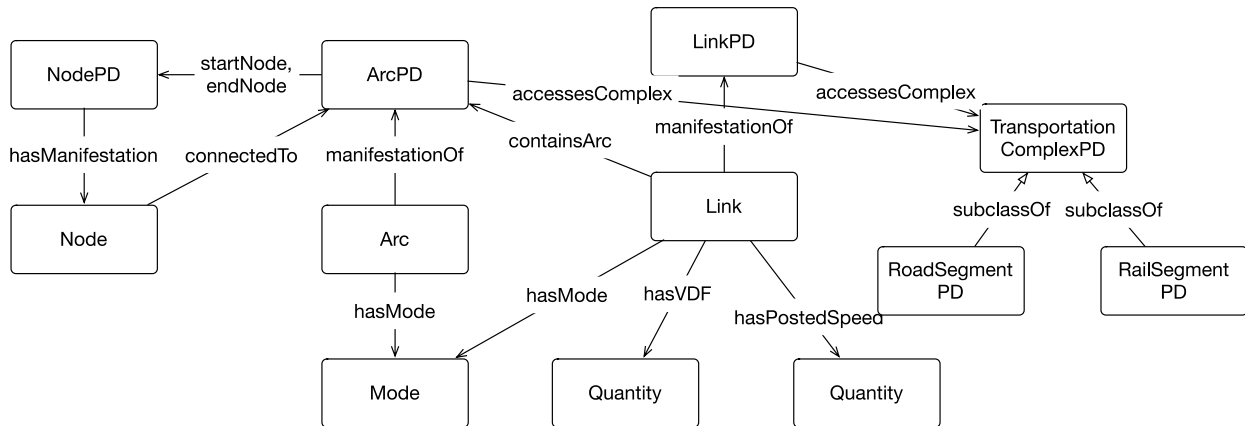 LinkPD
NodePD
startNode,
endNode
ArcPD
accessesComplex
accessesComplex
Transportation
ComplexPD
hasManifestation
connectedTo
manifestationOf
containsArc
manifestationOf
Node
Arc
Link
subclassOf
subclassOf
RoadSegment
PD
RailSegment
PD
hasMode
hasMode
hasVDF
hasPostedSpeed
Mode
Quantity
Quantity